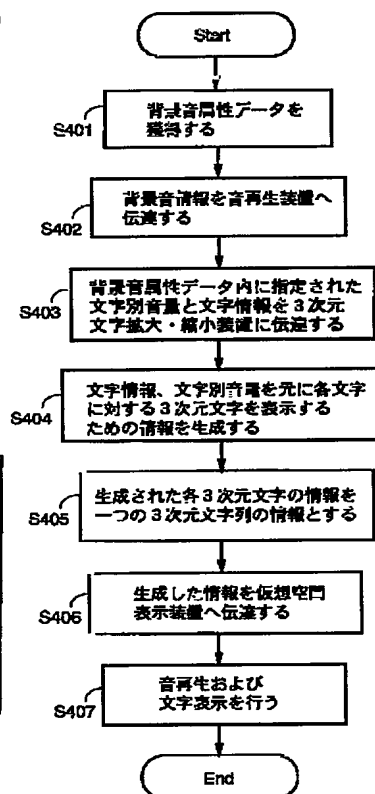 Start
S401
背景音属性データを
獲得する
S402
背景音情報を音再生装置へ
伝達する
S403
背景音属性データ内に指定された
文字別音量と文字情報を3次元
文字拡大・縮小装置に伝達する
S404
文字情報、文字別音量を元に各文字
に対する3次元文字を表示する
ための情報を生成する
S405
生成された各3次元文字の情報を
一つの3次元文字列の情報とする
S406
生成した情報を仮想空間
表示装置へ伝達する
S407
音再生および
文字表示を行う
End